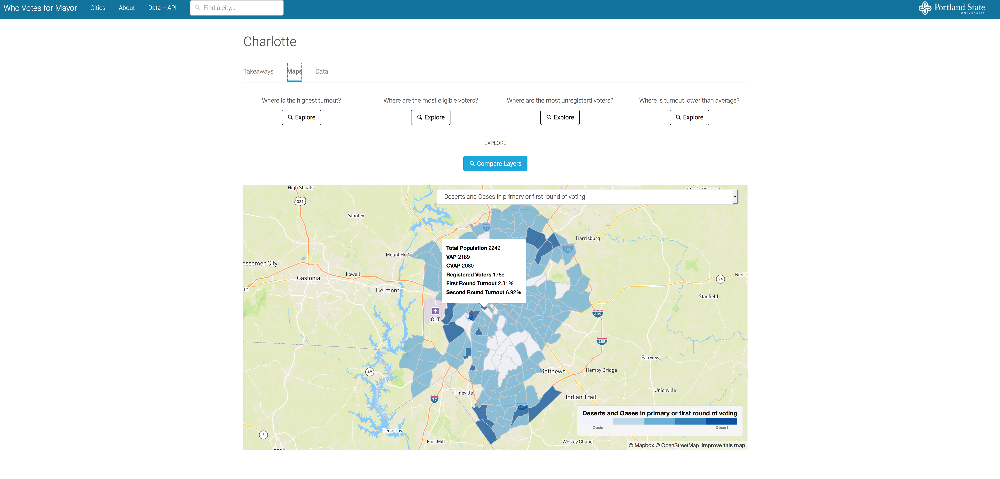 Who Votes for Mayor Cities About Data + API Find a city... Portland State
UNIVERSITY
Charlotte
Takeaways Maps Data
Where is the highest turnout? Where are the most eligible voters? Where are the most unregisterd voters? Where is turnout lower than average?
Explore Explore Explore Explore
EXPLORE
Compare Layers
High Shoals
Deserts and Oases in primary or first round of voting
321
Stanley
77
Harrisburg
Total Population 2249
485
Mount Holly
VAP 2189
essemer City
CVAP 2080
Lowell
Registered Voters 1789
Red C
Gastonia
24
First Round Turnout 2.31%
in
Belmont
Second Round Turnout 6.92%
Stanfield
CLT
485
485
Fairview
49
Matthews
Hemby Bridge
Unionville
Pineville
Indian Trail
77
485
Deserts and Oases in primary or first round of voting
Oasis Desert
Tega Cay
5
Fort Mill
Wesley Chapel
© Mapbox © OpenStreetMap Improve this map